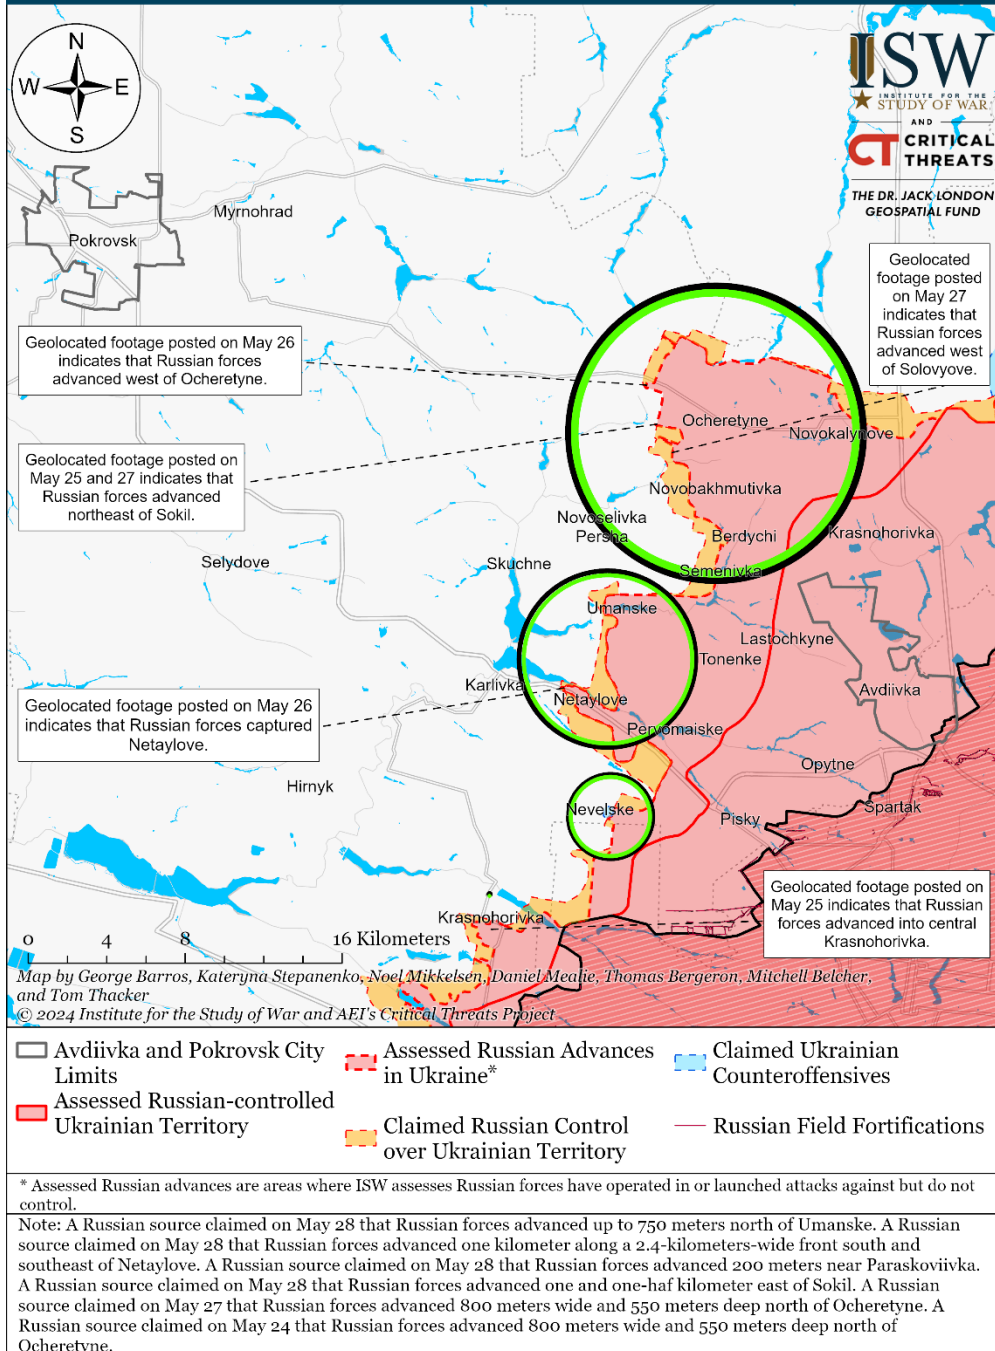 N
W E
S
ISW
INSTITUTE FOR THE
STUDY OF WAR
AND
CT CRITICAL
THREATS
THE DR. JACK LONDON
GEOSPATIAL FUND
Myrnohrad
Pokrovsk
Geolocated
footage posted
on May 27
indicates that
Russian forces
advanced west
of Solovyove.
Geolocated footage posted on May 26
indicates that Russian forces
advanced west of Ocheretyne.
Ocheretyne
Novokalynove
Geolocated footage posted on
May 25 and 27 indicates that
Russian forces advanced
northeast of Sokil.
Novobakhmutivka
Novoselivka
Persha
Berdychi
Krasnohorivka
Selydove
Skuchne
Semenivka
Umanske
Lastochkyne
Tonenke
Karlivka
Avdiivka
Netaylove
Geolocated footage posted on May 26
indicates that Russian forces captured
Netaylove.
Pervomaiske
Opytne
Hirnyk
Nevelske
Spartak
Pisky
Geolocated footage posted on
May 25 indicates that Russian
forces advanced into central
Krasnohorivka.
Krasnohorivka
0 4 8 16 Kilometers
Map by George Barros, Kateryna Stepanenko, Noel Mikkelsen, Daniel Mealie, Thomas Bergeron, Mitchell Belcher,
and Tom Thacker
© 2024 Institute for the Study of War and AEI's Critical Threats Project
Avdiivka and Pokrovsk City
Limits
Assessed Russian-controlled
Ukrainian Territory
Assessed Russian Advances
in Ukraine*
Claimed Russian Control
over Ukrainian Territory
Claimed Ukrainian
Counteroffensives
Russian Field Fortifications
* Assessed Russian advances are areas where ISW assesses Russian forces have operated in or launched attacks against but do not
control.
Note: A Russian source claimed on May 28 that Russian forces advanced up to 750 meters north of Umanske. A Russian
source claimed on May 28 that Russian forces advanced one kilometer along a 2.4-kilometers-wide front south and
southeast of Netaylove. A Russian source claimed on May 28 that Russian forces advanced 200 meters near Paraskoviivka.
A Russian source claimed on May 28 that Russian forces advanced one and one-haf kilometer east of Sokil. A Russian
source claimed on May 27 that Russian forces advanced 800 meters wide and 550 meters deep north of Ocheretyne. A
Russian source claimed on May 24 that Russian forces advanced 800 meters wide and 550 meters deep north of
Ocheretyne.